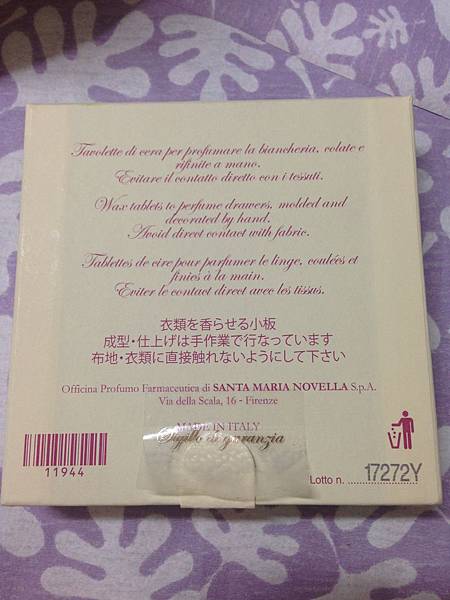 Tavolette di cera per profumare la biancheria, colate e
rifinite a mano.
Evitare il contatto diretto con i tessuti.
Wax tablets to perfume drawers, molded and
decorated by hand.
Avoid direct contact with fabric.
Tablettes de cire pour parfumer le linge, coulées et
finies à la main.
Eviter le contact direct avec les tissus.
衣類を香らせる小板
成型・仕上げは手作業で行なっています
布地・衣類に直接触れないようにして下さい
Officina Profumo Farmaceutica di SANTA MARIA NOVELLA S.p.A.
Via della Scala, 16 - Firenze
MADE IN ITALY
Sigillo di garanzia
11944
Lotto n. 17272Y